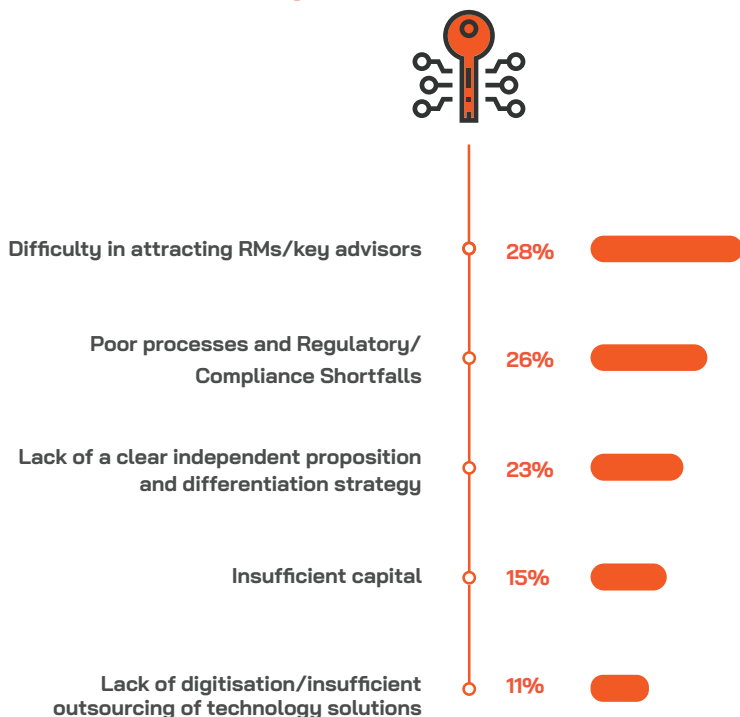 Difficulty in attracting RMs/key advisors
28%
Poor processes and Regulatory/
Compliance Shortfalls
26%
Lack of a clear independent proposition
and differentiation strategy
23%
Insufficient capital
15%
Lack of digitisation/insufficient
outsourcing of technology solutions
11%